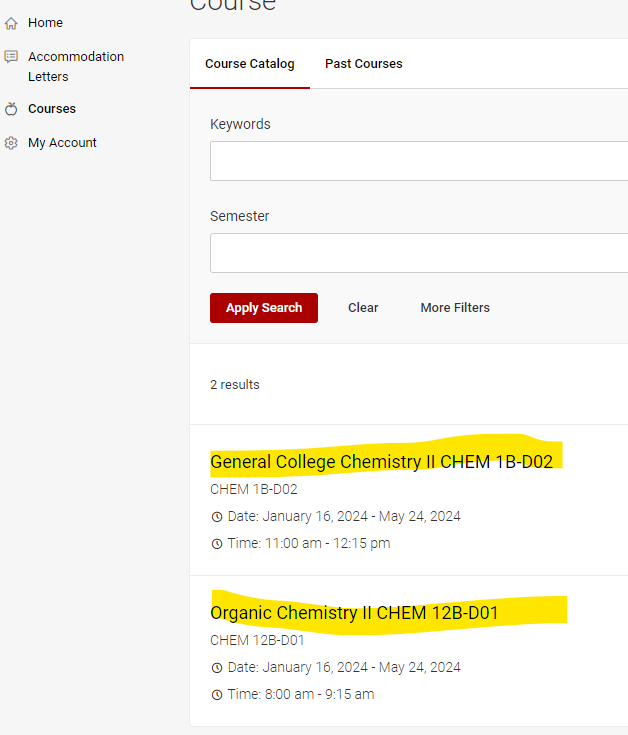 Course
Home
Accommodation
Letters
Courses
My Account
Course Catalog Past Courses
Keywords
Semester
Apply Search Clear More Filters
2 results
General College Chemistry II CHEM 1B-D02
CHEM 1B-D02
Date: January 16, 2024 - May 24, 2024
Time: 11:00 am - 12:15 pm
Organic Chemistry II CHEM 12B-D01
CHEM 12B-D01
Date: January 16, 2024 - May 24, 2024
Time: 8:00 am - 9:15 am